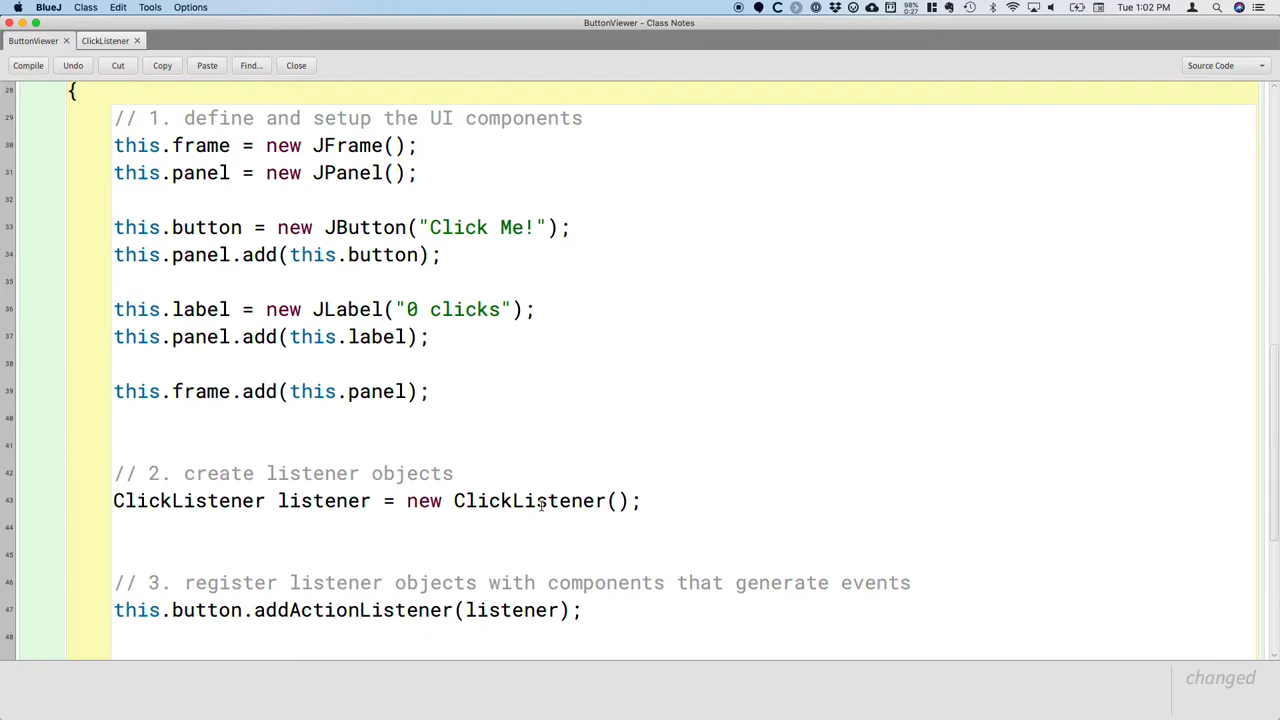 BlueJ Class Edit Tools Options 98% 0:27 Tue 1:02 PM
ButtonViewer - Class Notes
ButtonViewer ClickListener
Compile Undo Cut Copy Paste Find... Close Source Code
28 {
29 // 1. define and setup the UI components
30 this.frame = new JFrame();
31 this.panel = new JPanel();
32
33 this.button = new JButton("Click Me!");
34 this.panel.add(this.button);
35
36 this.label = new JLabel("0 clicks");
37 this.panel.add(this.label);
38
39 this.frame.add(this.panel);
40
41
42 // 2. create listener objects
43 ClickListener listener = new ClickListener();
44
45
46 // 3. register listener objects with components that generate events
47 this.button.addActionListener(listener);
48
changed